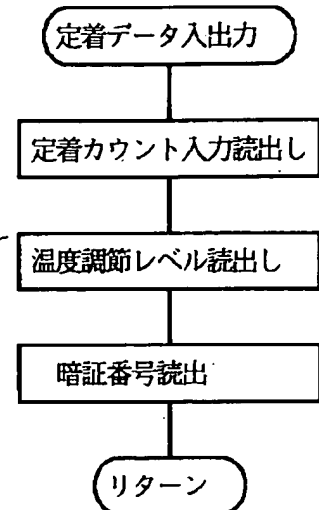 定着データ入出力
定着カウント入力読出し
温度調節レベル読出し
暗証番号読出
リターン